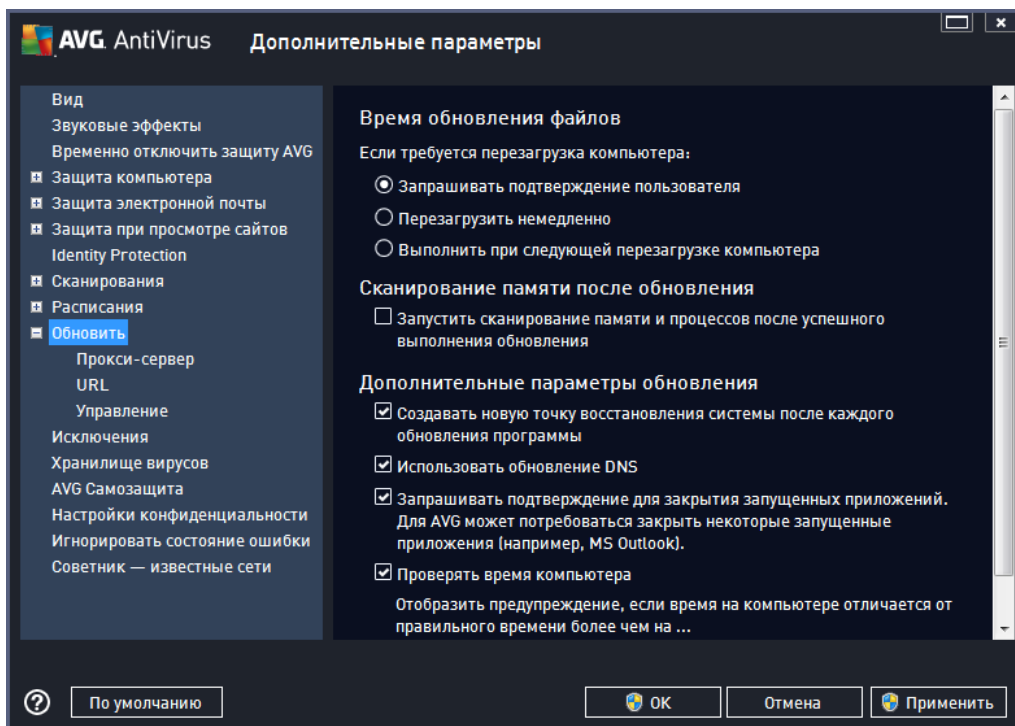 AVG. AntiVirus
Дополнительные параметры
Вид
Звуковые эффекты
Временно отключить защиту AVG
Защита компьютера
Защита электронной почты
Защита при просмотре сайтов
Identity Protection
Сканирования
Расписания
Обновить
Прокси-сервер
URL
Управление
Исключения
Хранилище вирусов
AVG Самозащита
Настройки конфиденциальности
Игнорировать состояние ошибки
Советник — известные сети
Время обновления файлов
Если требуется перезагрузка компьютера:
Запрашивать подтверждение пользователя
Перезагрузить немедленно
Выполнить при следующей перезагрузке компьютера
Сканирование памяти после обновления
Запустить сканирование памяти и процессов после успешного
выполнения обновления
Дополнительные параметры обновления
Создавать новую точку восстановления системы после каждого
обновления программы
Использовать обновление DNS
Запрашивать подтверждение для закрытия запущенных приложений.
Для AVG может потребоваться закрыть некоторые запущенные
приложения (например, MS Outlook).
Проверять время компьютера
Отобразить предупреждение, если время на компьютере отличается от
правильного времени более чем на ...
По умолчанию
ОК
Отмена
Применить